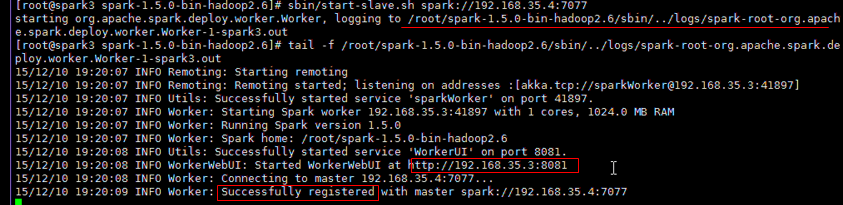 [root@spark3 spark-1.5.0-bin-hadoop2.6]# sbin/start-slave.sh spark://192.168.35.4:7077
starting org.apache.spark.deploy.worker.Worker, logging to /root/spark-1.5.0-bin-hadoop2.6/sbin/../logs/spark-root-org.apach
e.spark.deploy.worker.Worker-1-spark3.out
[root@spark3 spark-1.5.0-bin-hadoop2.6]# tail -f /root/spark-1.5.0-bin-hadoop2.6/sbin/../logs/spark-root-org.apache.spark.de
ploy.worker.Worker-1-spark3.out
15/12/10 19:20:07 INFO Remoting: Starting remoting
15/12/10 19:20:07 INFO Remoting: Remoting started; listening on addresses :[akka.tcp://sparkWorker@192.168.35.3:41897]
15/12/10 19:20:07 INFO Utils: Successfully started service 'sparkWorker' on port 41897.
15/12/10 19:20:07 INFO Worker: Starting Spark worker 192.168.35.3:41897 with 1 cores, 1024.0 MB RAM
15/12/10 19:20:07 INFO Worker: Running Spark version 1.5.0
15/12/10 19:20:07 INFO Worker: Spark home: /root/spark-1.5.0-bin-hadoop2.6
15/12/10 19:20:08 INFO Utils: Successfully started service 'WorkerUI' on port 8081.
15/12/10 19:20:08 INFO WorkerWebUI: Started WorkerWebUI at http://192.168.35.3:8081
15/12/10 19:20:08 INFO Worker: Connecting to master 192.168.35.4:7077...
15/12/10 19:20:09 INFO Worker: Successfully registered with master spark://192.168.35.4:7077